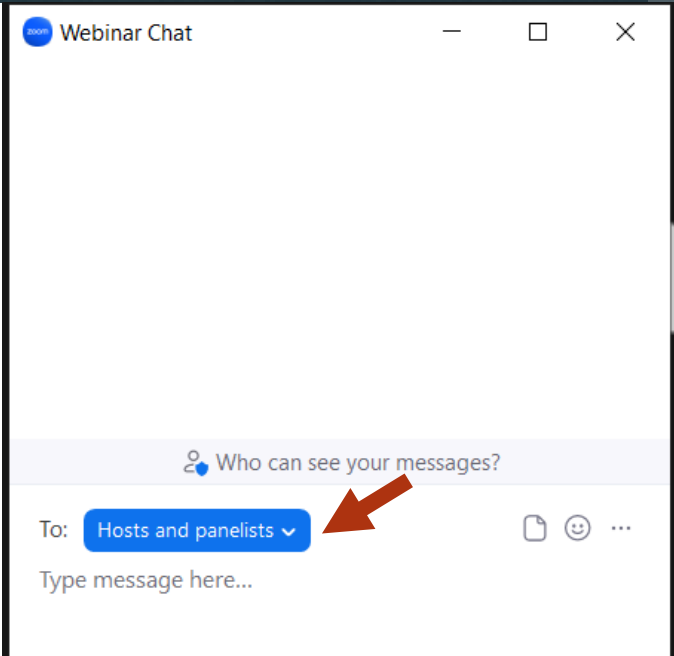 zoom Webinar Chat
Who can see your messages?
To: Hosts and panelists
Type message here...